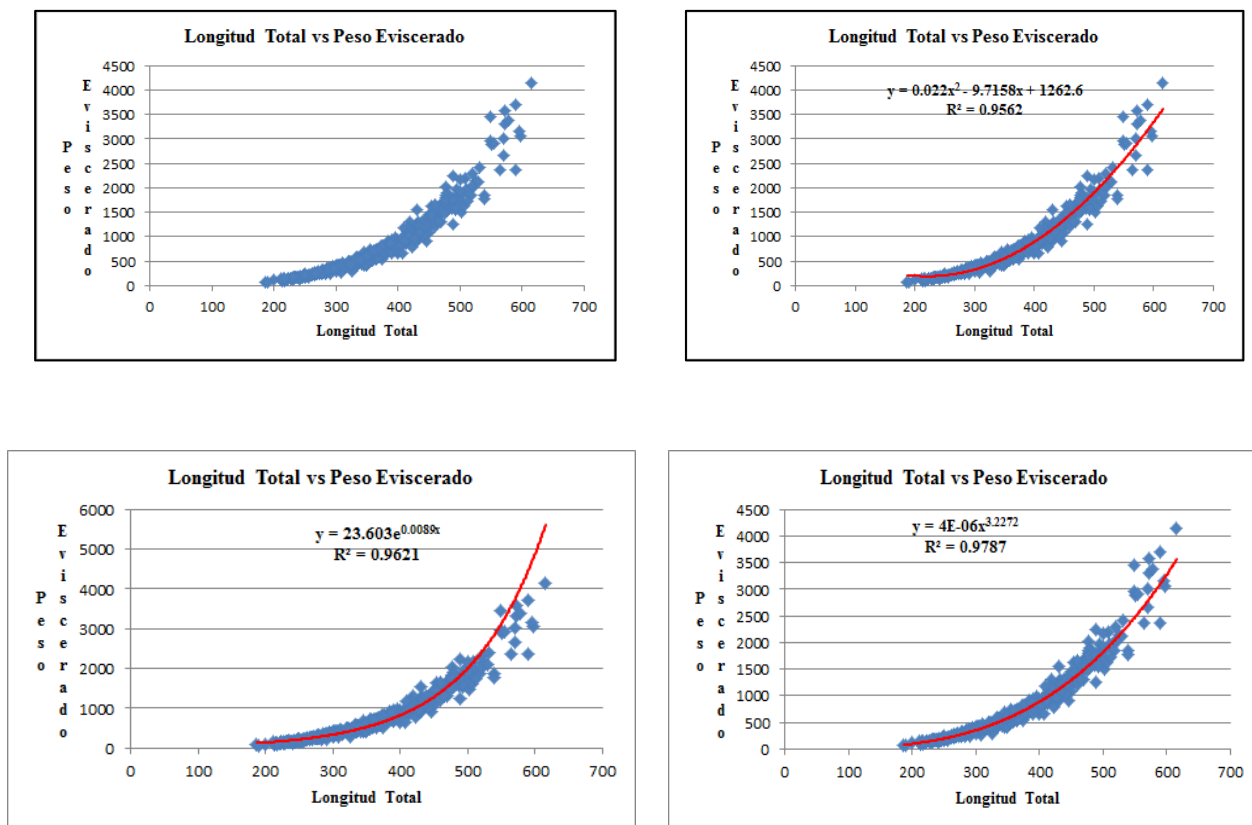 Longitud Total vs Peso Eviscerado
4500
4000
3500
3000
2500
2000
1500
1000
500
0
0 100 200 300 400 500 600 700
Peso
Eviscerado
Longitud Total
Longitud Total vs Peso Eviscerado
y = 0.022x² - 9.7158x + 1262.6
R² = 0.9562
4500
4000
3500
3000
2500
2000
1500
1000
500
0
0 100 200 300 400 500 600 700
Peso
Eviscerado
Longitud Total
Longitud Total vs Peso Eviscerado
y = 23.603e^0.0089x
R² = 0.9621
6000
5000
4000
3000
2000
1000
0
0 100 200 300 400 500 600 700
Peso
Eviscerado
Longitud Total
Longitud Total vs Peso Eviscerado
y = 4E-06x^3.2272
R² = 0.9787
4500
4000
3500
3000
2500
2000
1500
1000
500
0
0 100 200 300 400 500 600 700
Peso
Eviscerado
Longitud Total